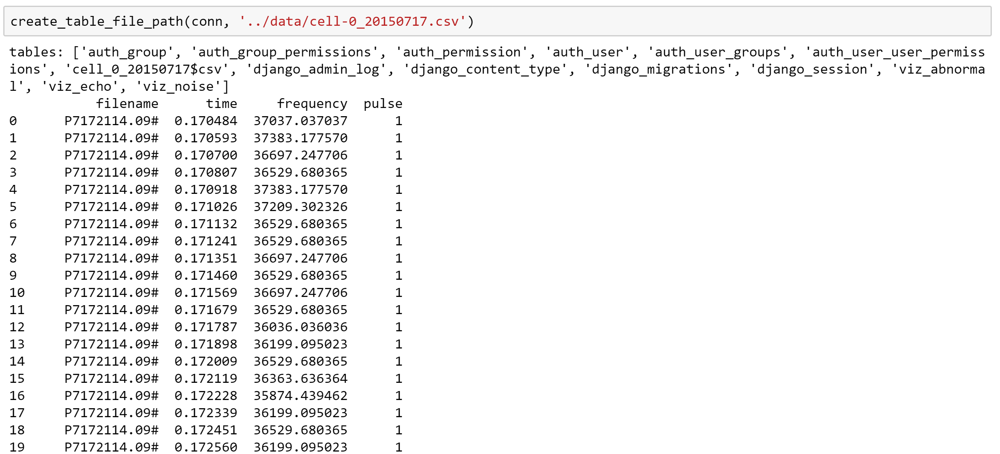 create_table_file_path(conn, '../data/cell-0_20150717.csv')
tables: ['auth_group', 'auth_group_permissions', 'auth_permission', 'auth_user', 'auth_user_groups', 'auth_user_user_permiss
ions', 'cell_0_20150717$csv', 'django_admin_log', 'django_content_type', 'django_migrations', 'django_session', 'viz_abnorma
l', 'viz_echo', 'viz_noise']
           filename      time     frequency  pulse
0      P7172114.09#  0.170484  37037.037037      1
1      P7172114.09#  0.170593  37383.177570      1
2      P7172114.09#  0.170700  36697.247706      1
3      P7172114.09#  0.170807  36529.680365      1
4      P7172114.09#  0.170918  37383.177570      1
5      P7172114.09#  0.171026  37209.302326      1
6      P7172114.09#  0.171132  36529.680365      1
7      P7172114.09#  0.171241  36529.680365      1
8      P7172114.09#  0.171351  36697.247706      1
9      P7172114.09#  0.171460  36529.680365      1
10     P7172114.09#  0.171569  36697.247706      1
11     P7172114.09#  0.171679  36529.680365      1
12     P7172114.09#  0.171787  36036.036036      1
13     P7172114.09#  0.171898  36199.095023      1
14     P7172114.09#  0.172009  36529.680365      1
15     P7172114.09#  0.172119  36363.636364      1
16     P7172114.09#  0.172228  35874.439462      1
17     P7172114.09#  0.172339  36199.095023      1
18     P7172114.09#  0.172451  36529.680365      1
19     P7172114.09#  0.172560  36199.095023      1